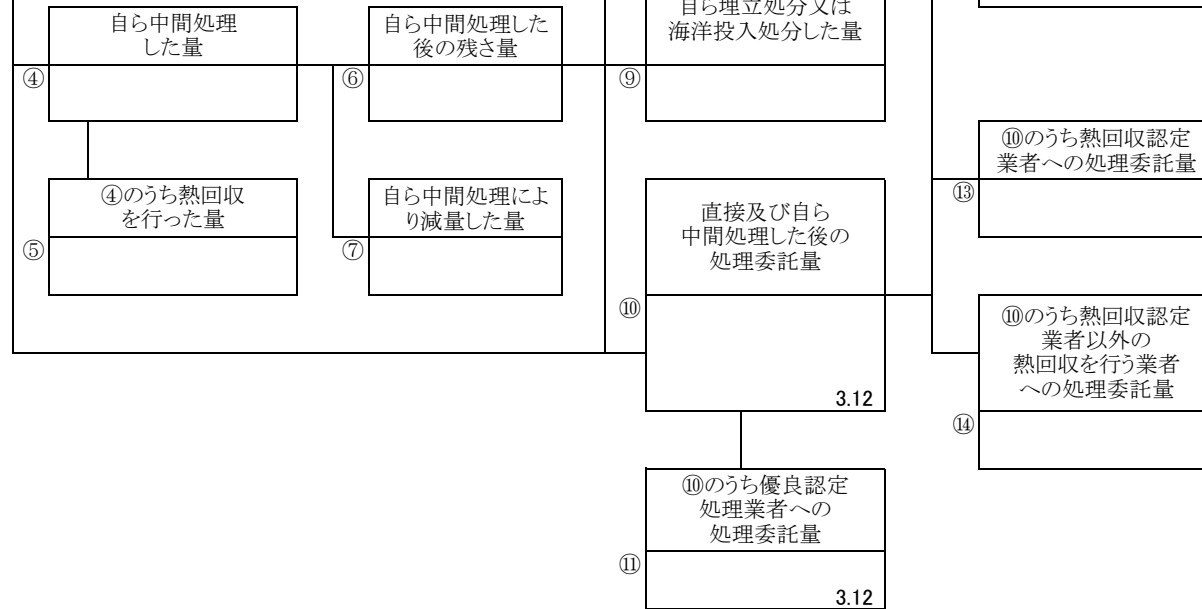 自ら中間処理
した量
④
自ら中間処理した
後の残さ量
⑥
自ら埋立処分又は
海洋投入処分した量
⑨
④のうち熱回収
を行った量
⑤
自ら中間処理によ
り減量した量
⑦
直接及び自ら
中間処理した後の
処理委託量
⑩
3.12
⑩のうち熱回収認定
業者への処理委託量
⑬
⑩のうち熱回収認定
業者以外の
熱回収を行う業者
への処理委託量
⑭
⑩のうち優良認定
処理業者への
処理委託量
⑪
3.12